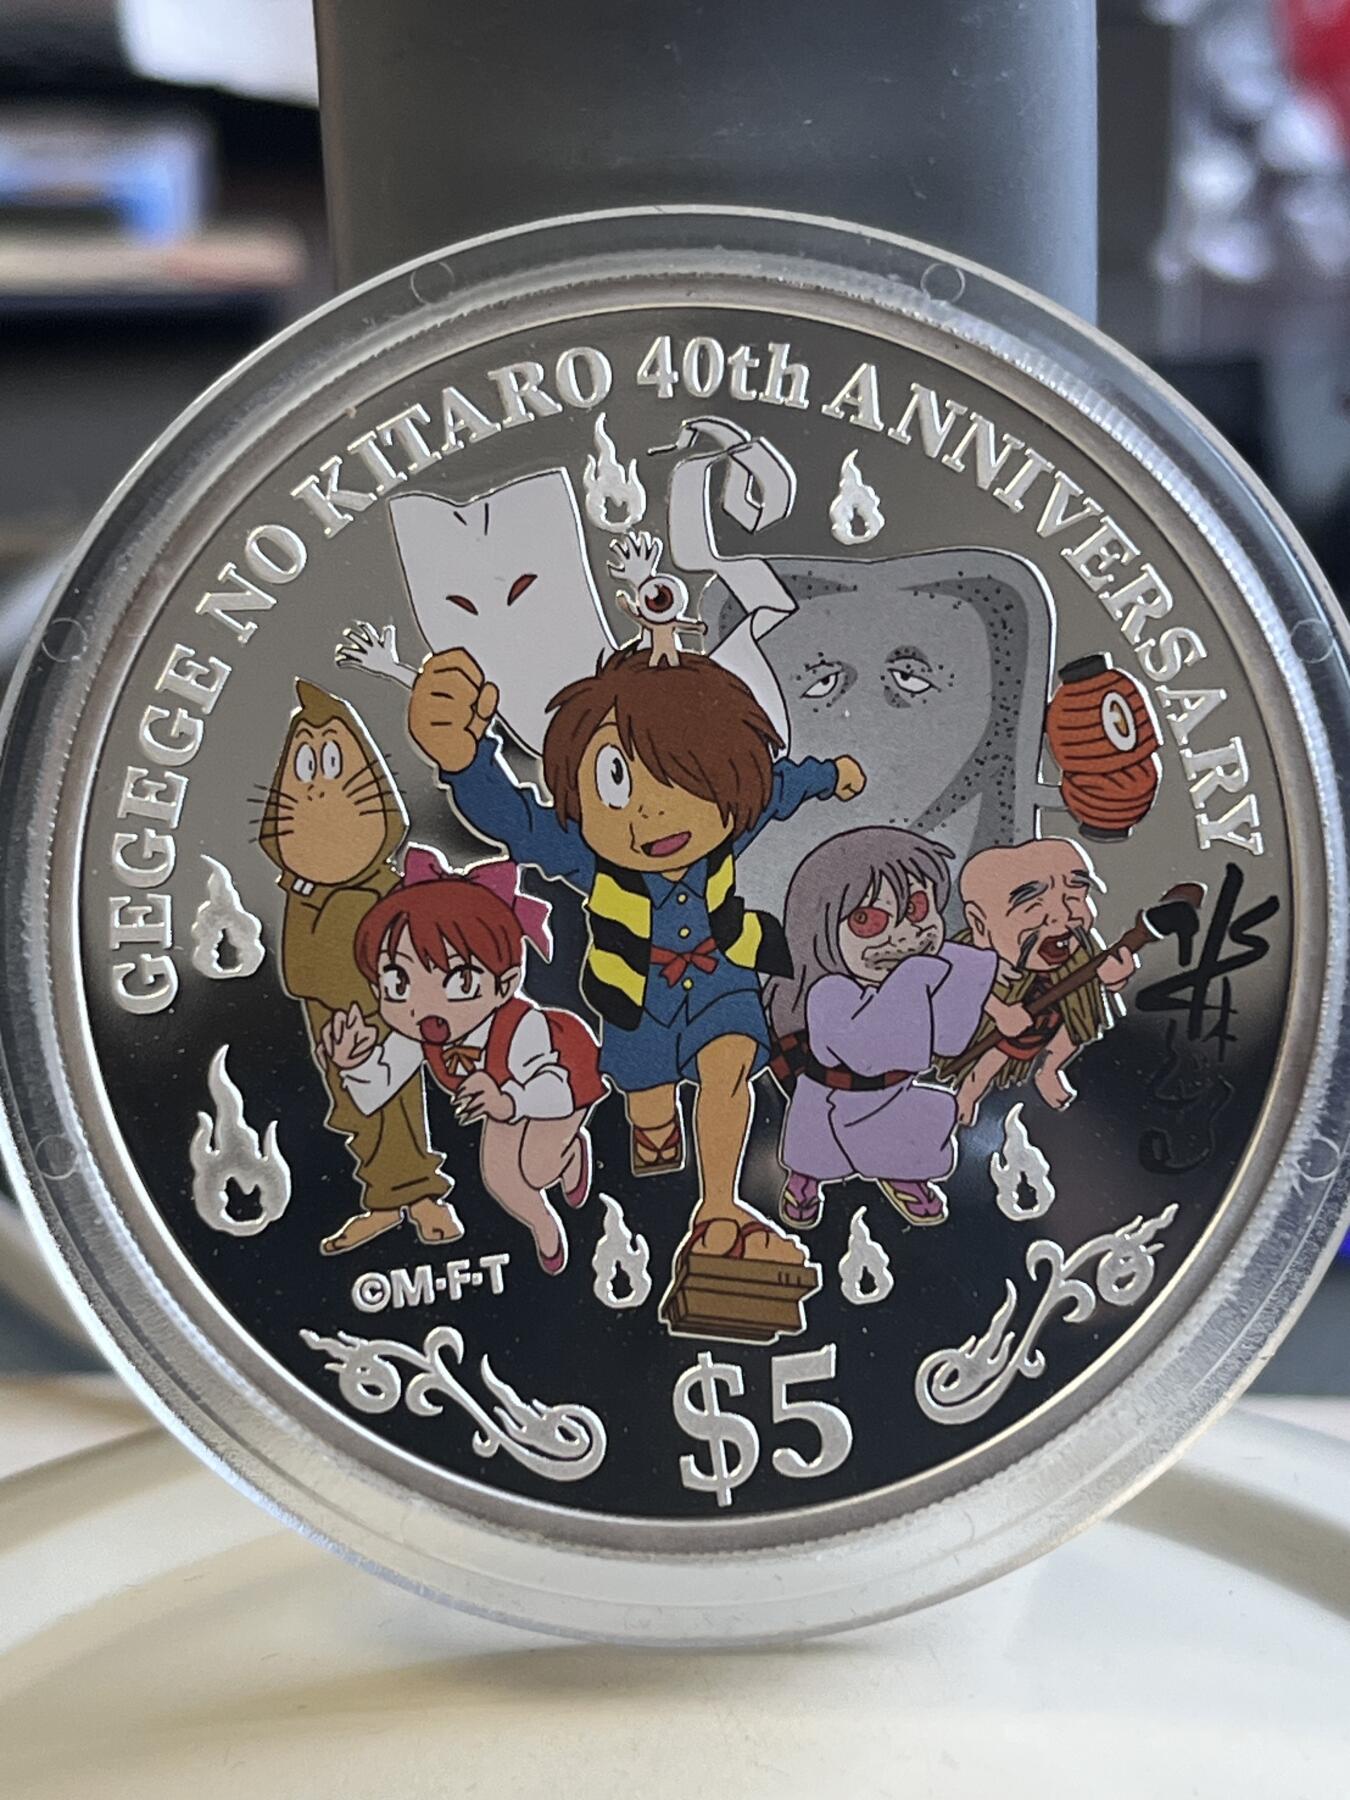 GEGEGE NO KITARO 40th ANNIVERSARY
©M·F·T
$5